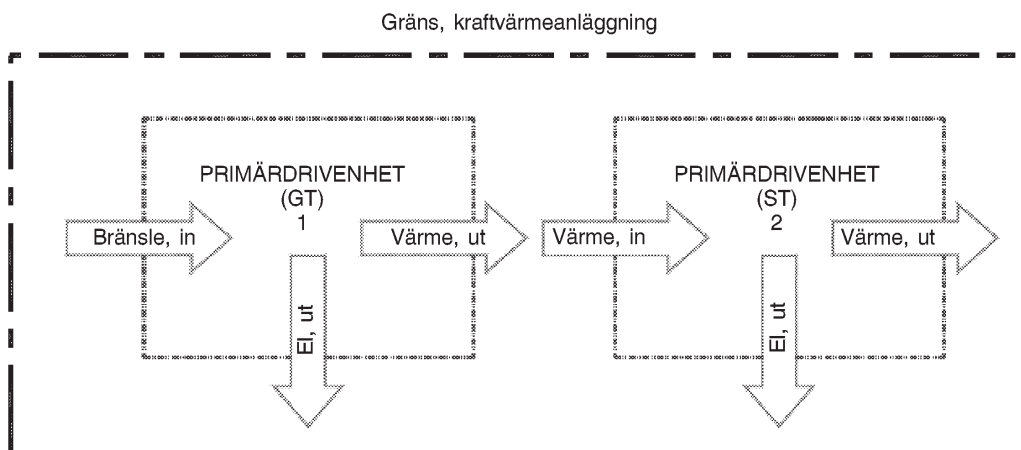 Gräns, kraftvärmeanläggning
PRIMÄRDRIVENHET
(GT)
1
Bränsle, in
Värme, ut
El, ut
PRIMÄRDRIVENHET
(ST)
2
Värme, in
Värme, ut
El, ut